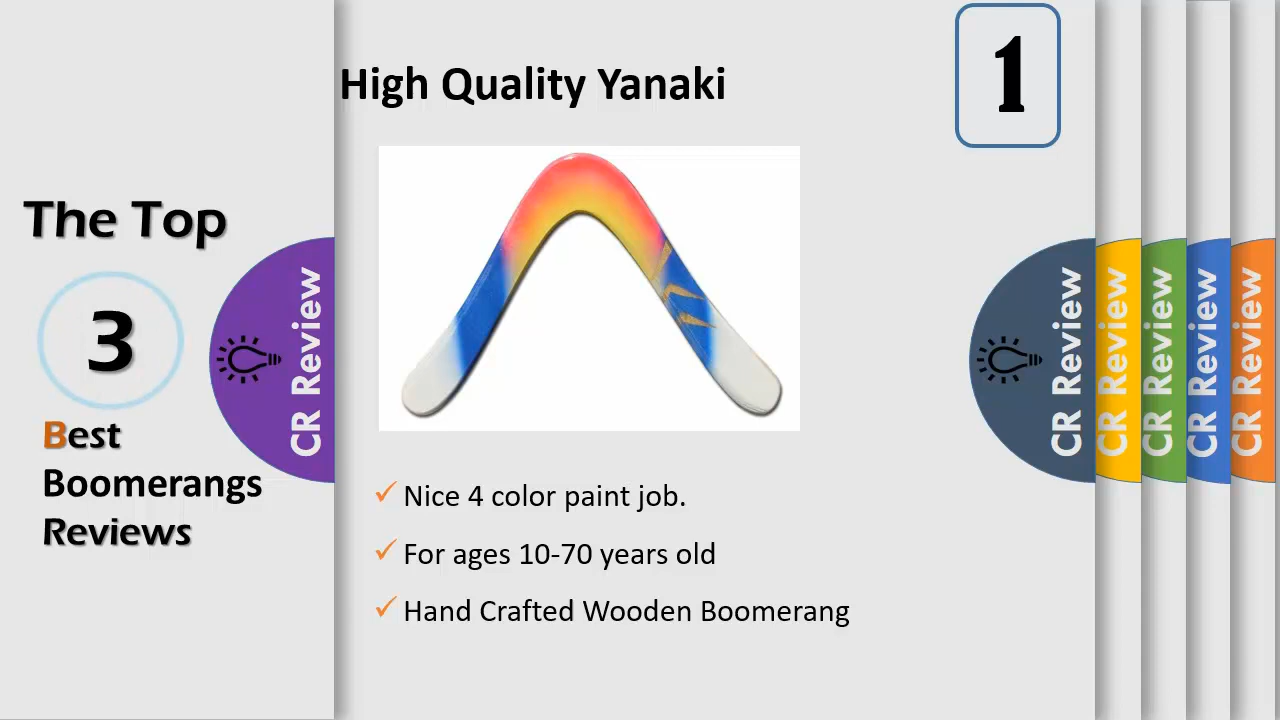 High Quality Yanaki
1
The Top
3
Best
Boomerangs
Reviews
CR Review
Nice 4 color paint job.
For ages 10-70 years old
Hand Crafted Wooden Boomerang
CR Review
CR Review
CR Review
CR Review
CR Review